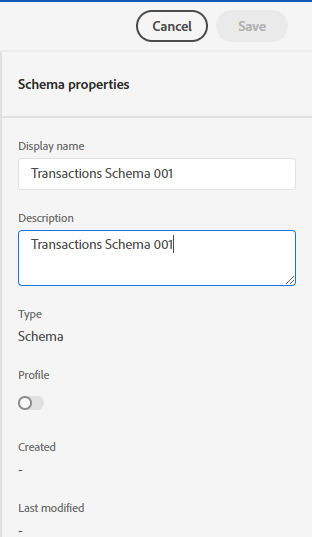 Cancel
Save
Schema properties
Display name
Transactions Schema 001
Description
Transactions Schema 001
Type
Schema
Profile
Created
-
Last modified
-